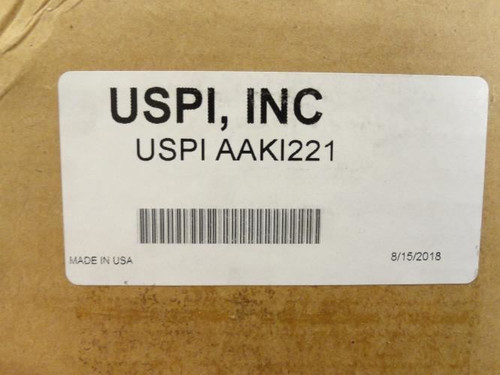 USPI, INC
USPI AAKI221
MADE IN USA
8/15/2018